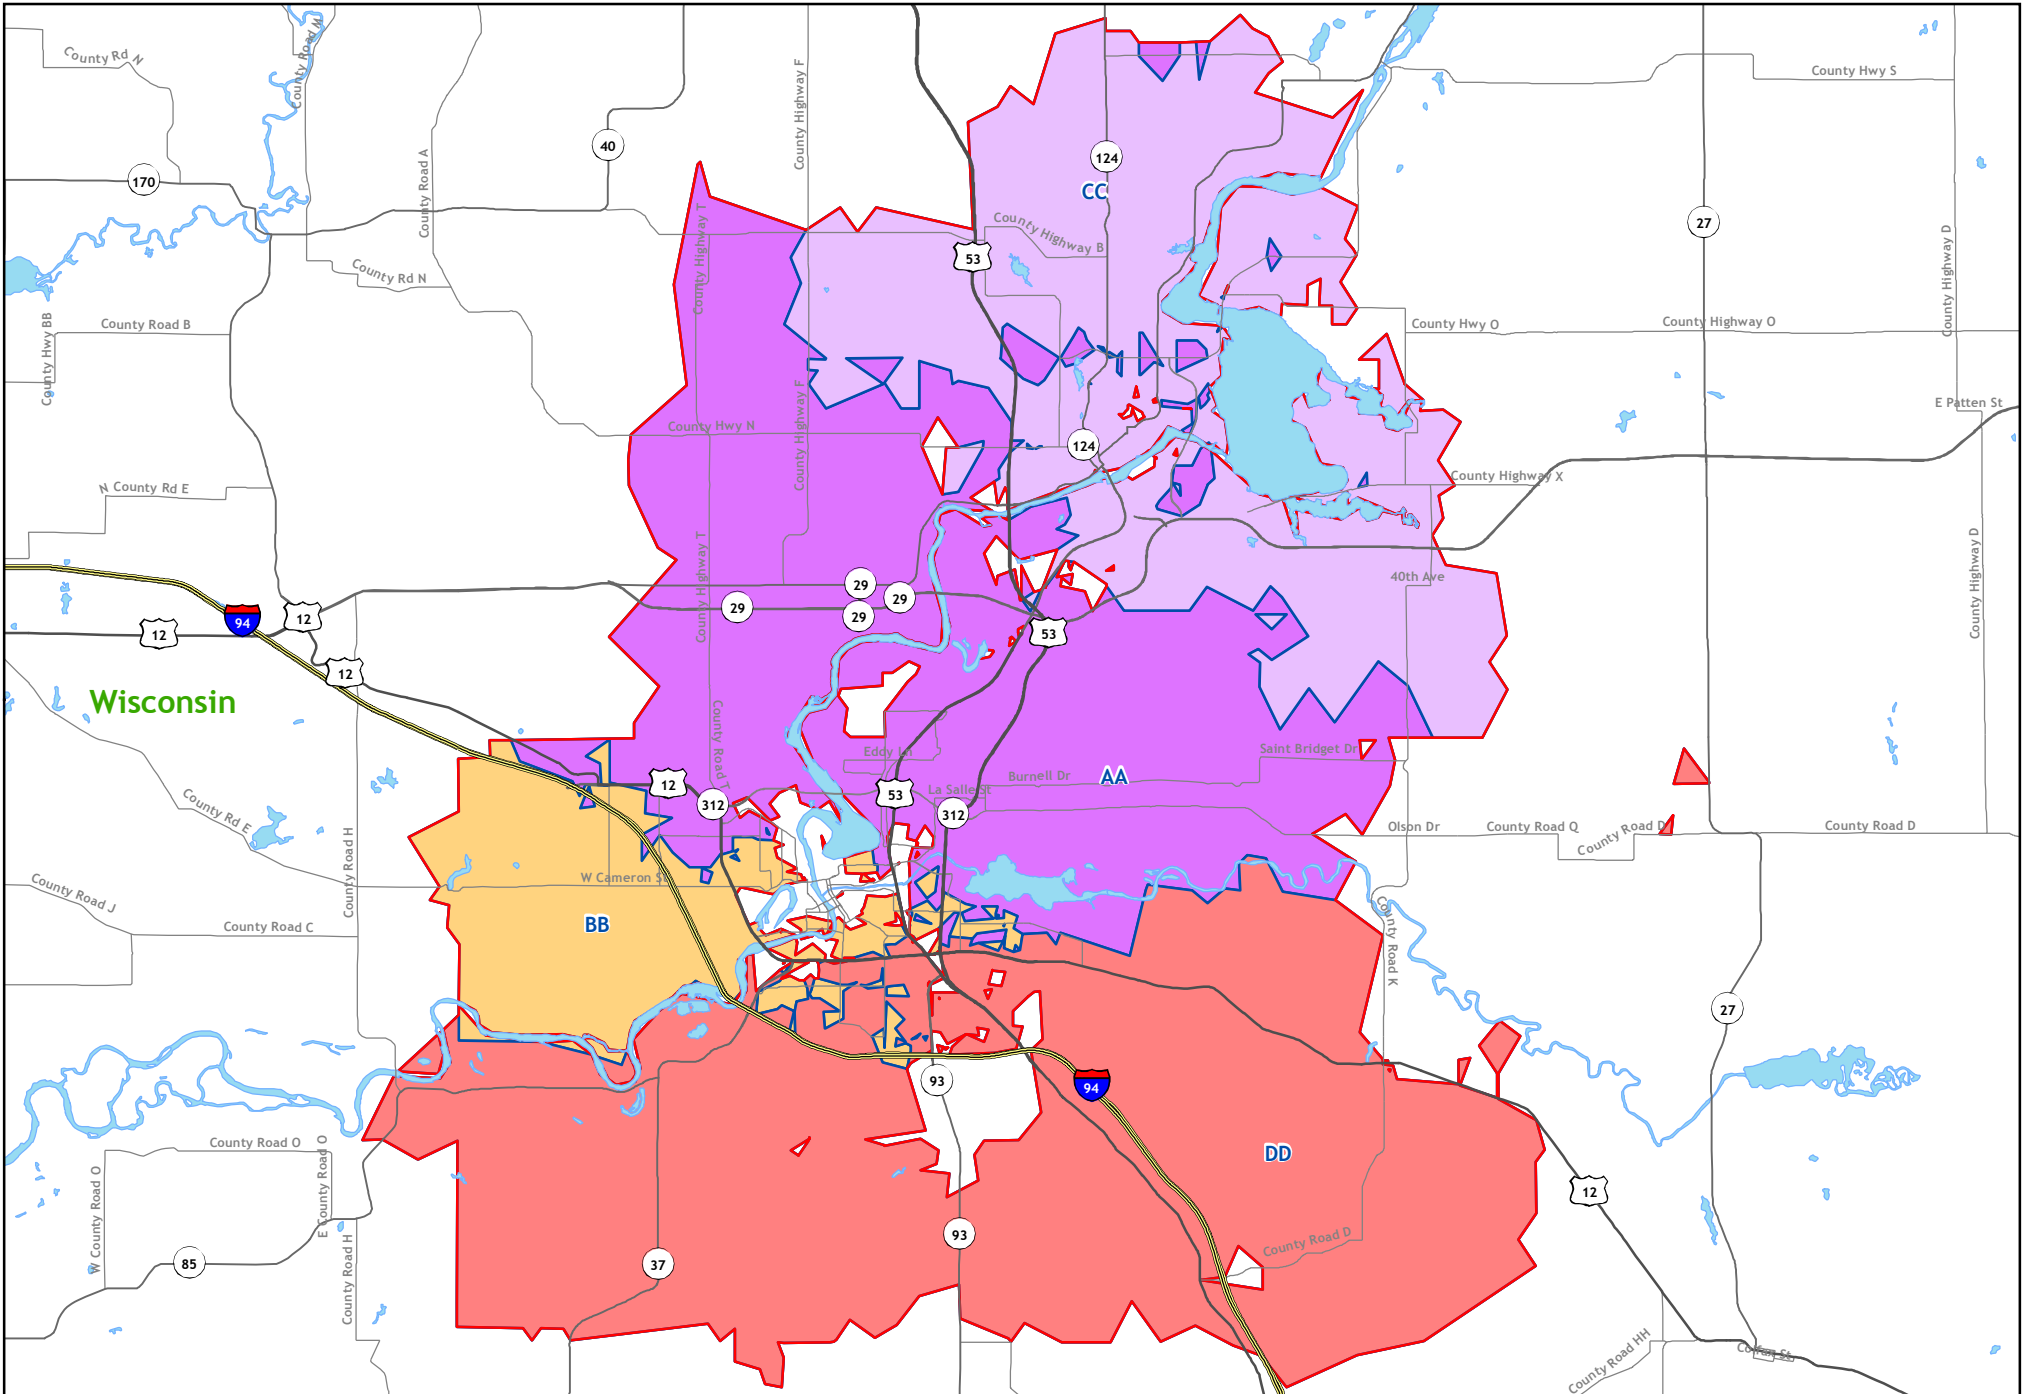 County Rd N
County Road M
County Highway F
County Hwy S
40
124
170
County Road A
CC
27
County Highway T
County Highway B
County Highway D
53
County Rd N
County Hwy BB
County Road B
County Hwy O
County Highway O
County Highway F
E Patten St
County Hwy N
124
County Highway X
N County Rd E
County Highway T
County Highway D
40th Ave
29
29
29
29
94
12
12
53
12
Wisconsin
County Road T
Eddy Ln
Saint Bridget Dr
Burnell Dr
AA
12
312
53
La Salle St
312
County Rd E
Olson Dr
County Road Q
County Road D
County Road D
County Road H
W Cameron St
County Road J
County Road C
BB
County Road K
27
93
94
County Road O
E County Road O
W County Road O
DD
12
93
County Road D
85
37
County Road H
County Road HH
Colfax St